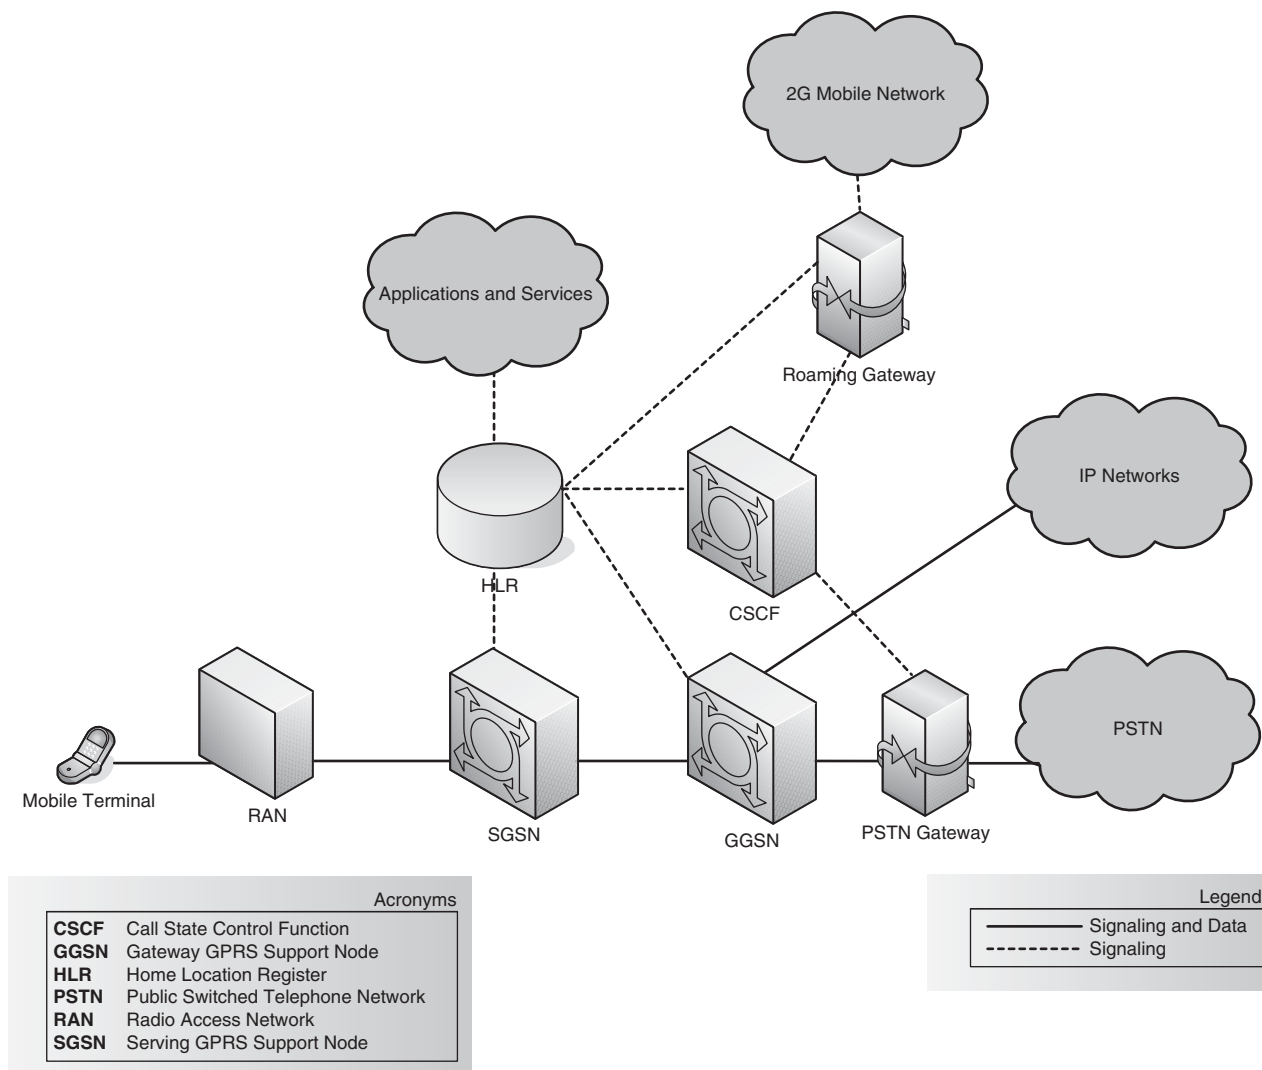 2G Mobile Network
Applications and Services
Roaming Gateway
IP Networks
HLR
CSCF
PSTN
Mobile Terminal
RAN
SGSN
GGSN
PSTN Gateway
Acronyms
CSCF Call State Control Function
GGSN Gateway GPRS Support Node
HLR Home Location Register
PSTN Public Switched Telephone Network
RAN Radio Access Network
SGSN Serving GPRS Support Node
Legend
Signaling and Data
Signaling